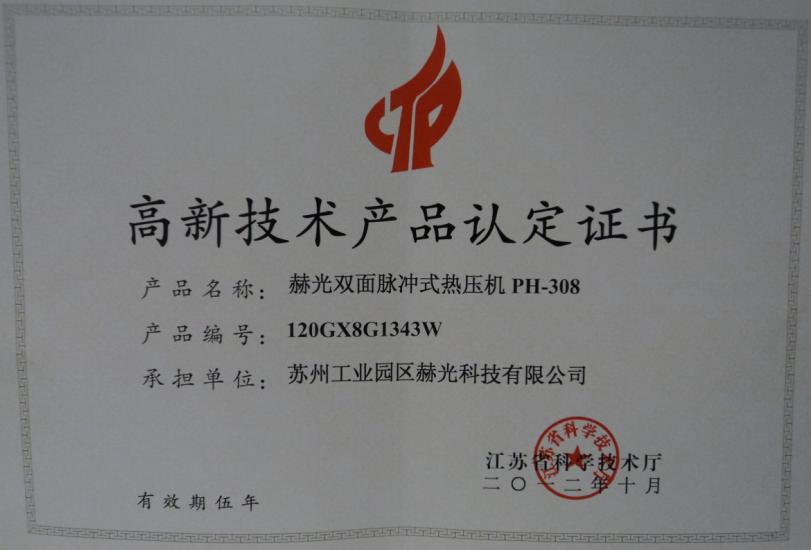 高新技术产品认定证书
产品名称： 赫光双面脉冲式热压机 PH-308
产品编号： 120GX8G1343W
承担单位： 苏州工业园区赫光科技有限公司
江苏省科学技术厅
二〇一二年十月
有效期伍年